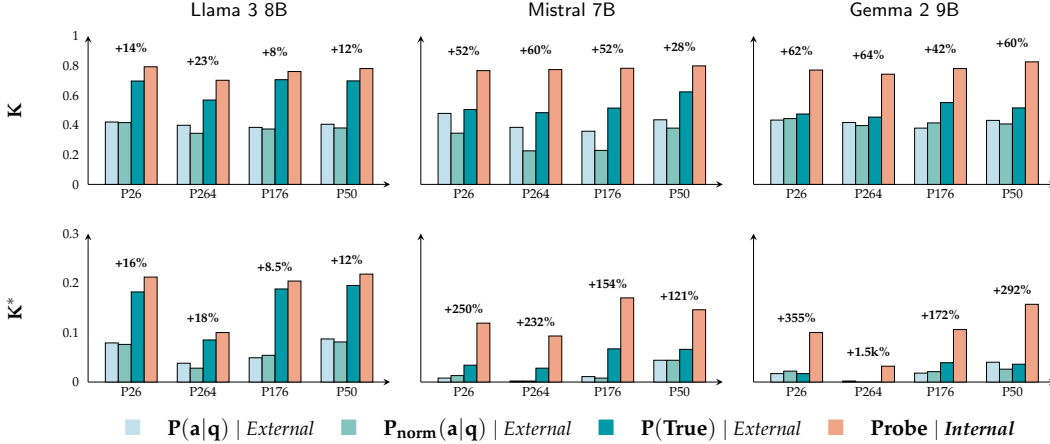 Llama 3 8B Mistral 7B Gemma 2 9B
K
1
0.8
0.6
0.4
0.2
0
+14% +23% +8% +12%
P26 P264 P176 P50
+52% +60% +52% +28%
P26 P264 P176 P50
+62% +64% +42% +60%
P26 P264 P176 P50
K*
0.3
0.2
0.1
0
+16% +18% +8.5% +12%
P26 P264 P176 P50
+250% +232% +154% +121%
P26 P264 P176 P50
+355% +1.5k% +172% +292%
P26 P264 P176 P50
P(a|q) | External P_norm(a|q) | External P(True) | External Probe | Internal